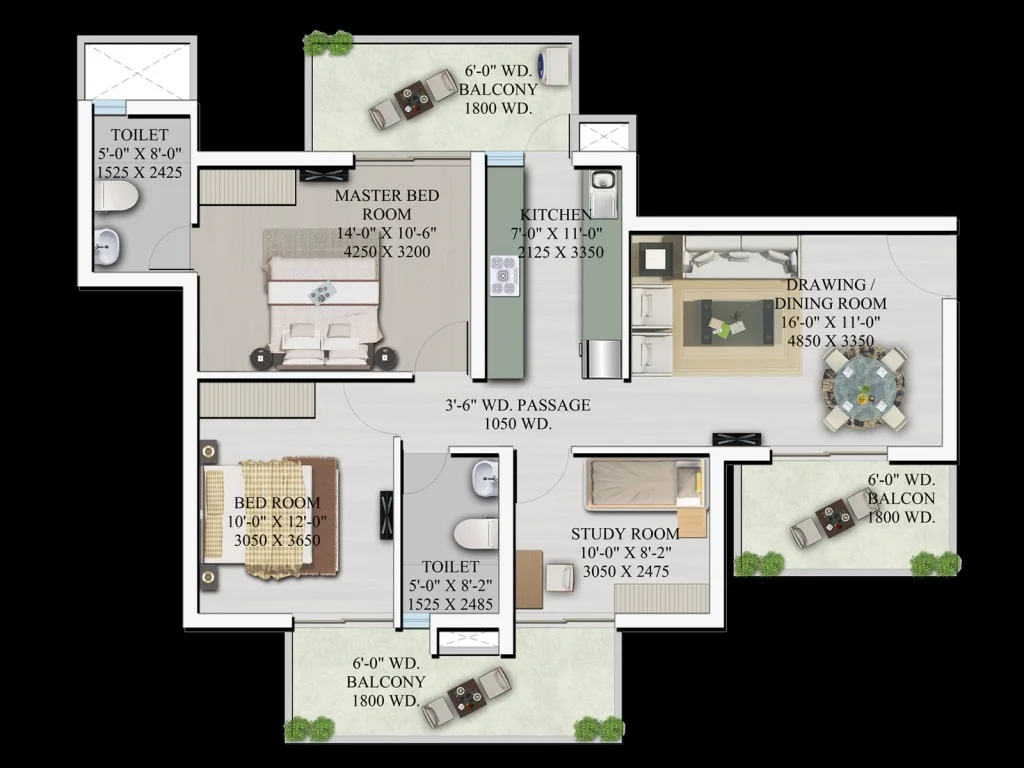 6'-0" WD.
BALCONY
1800 WD.
TOILET
5'-0" X 8'-0"
1525 X 2425
MASTER BED
ROOM
14'-0" X 10'-6"
4250 X 3200
KITCHEN
7'-0" X 11'-0"
2125 X 3350
DRAWING /
DINING ROOM
16'-0" X 11'-0"
4850 X 3350
3'-6" WD. PASSAGE
1050 WD.
BED ROOM
10'-0" X 12'-0"
3050 X 3650
TOILET
5'-0" X 8'-2"
1525 X 2485
STUDY ROOM
10'-0" X 8'-2"
3050 X 2475
6'-0" WD.
BALCON
1800 WD.
6'-0" WD.
BALCONY
1800 WD.